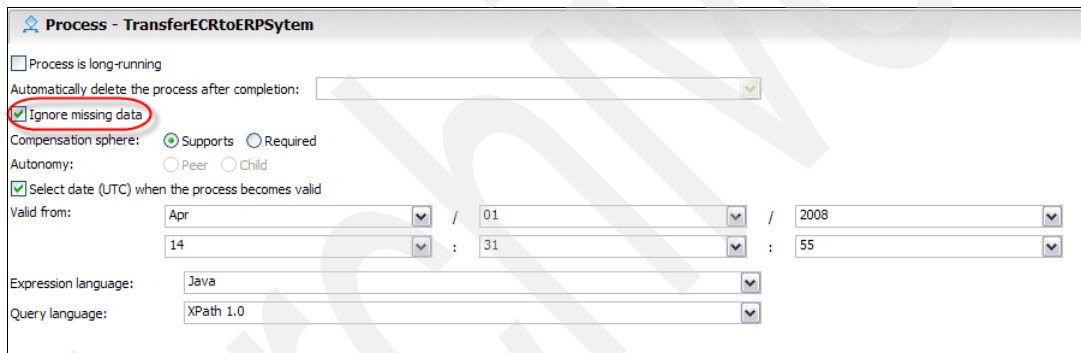 Process - TransferECRtoERPSytem
Process is long-running
Automatically delete the process after completion:
Ignore missing data
Compensation sphere: Supports Required
Autonomy: Peer Child
Select date (UTC) when the process becomes valid
Valid from: Apr / 01 / 2008
14 : 31 : 55
Expression language: Java
Query language: XPath 1.0